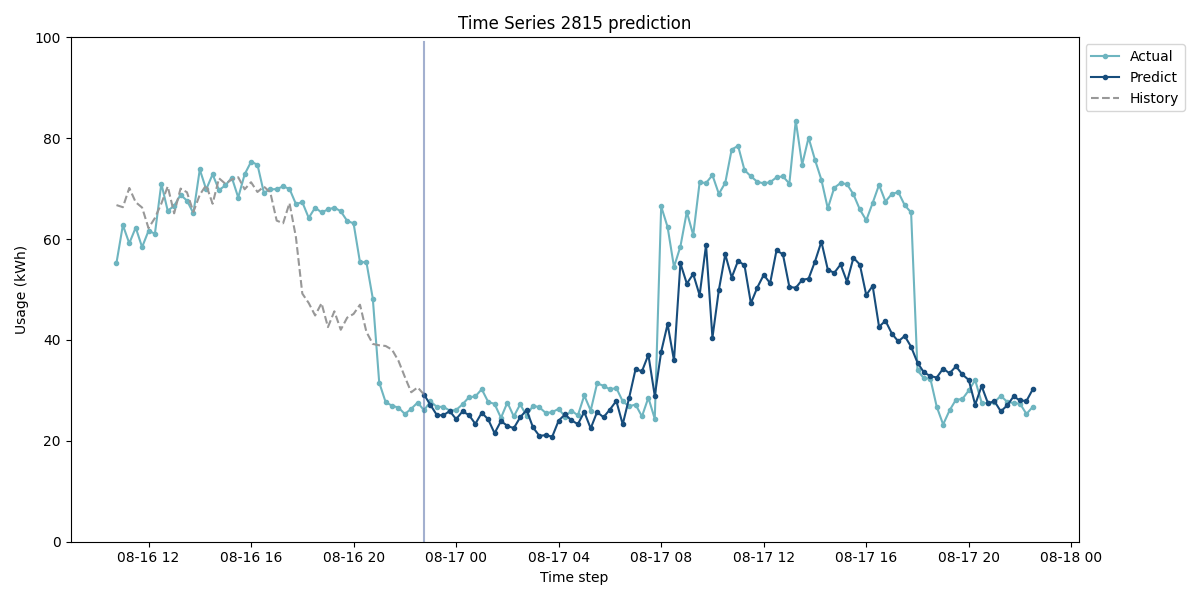 Time Series 2815 prediction
Usage (kWh)
100
80
60
40
20
0
08-16 12
08-16 16
08-16 20
08-17 00
08-17 04
08-17 08
08-17 12
08-17 16
08-17 20
08-18 00
Time step
Actual
Predict
History